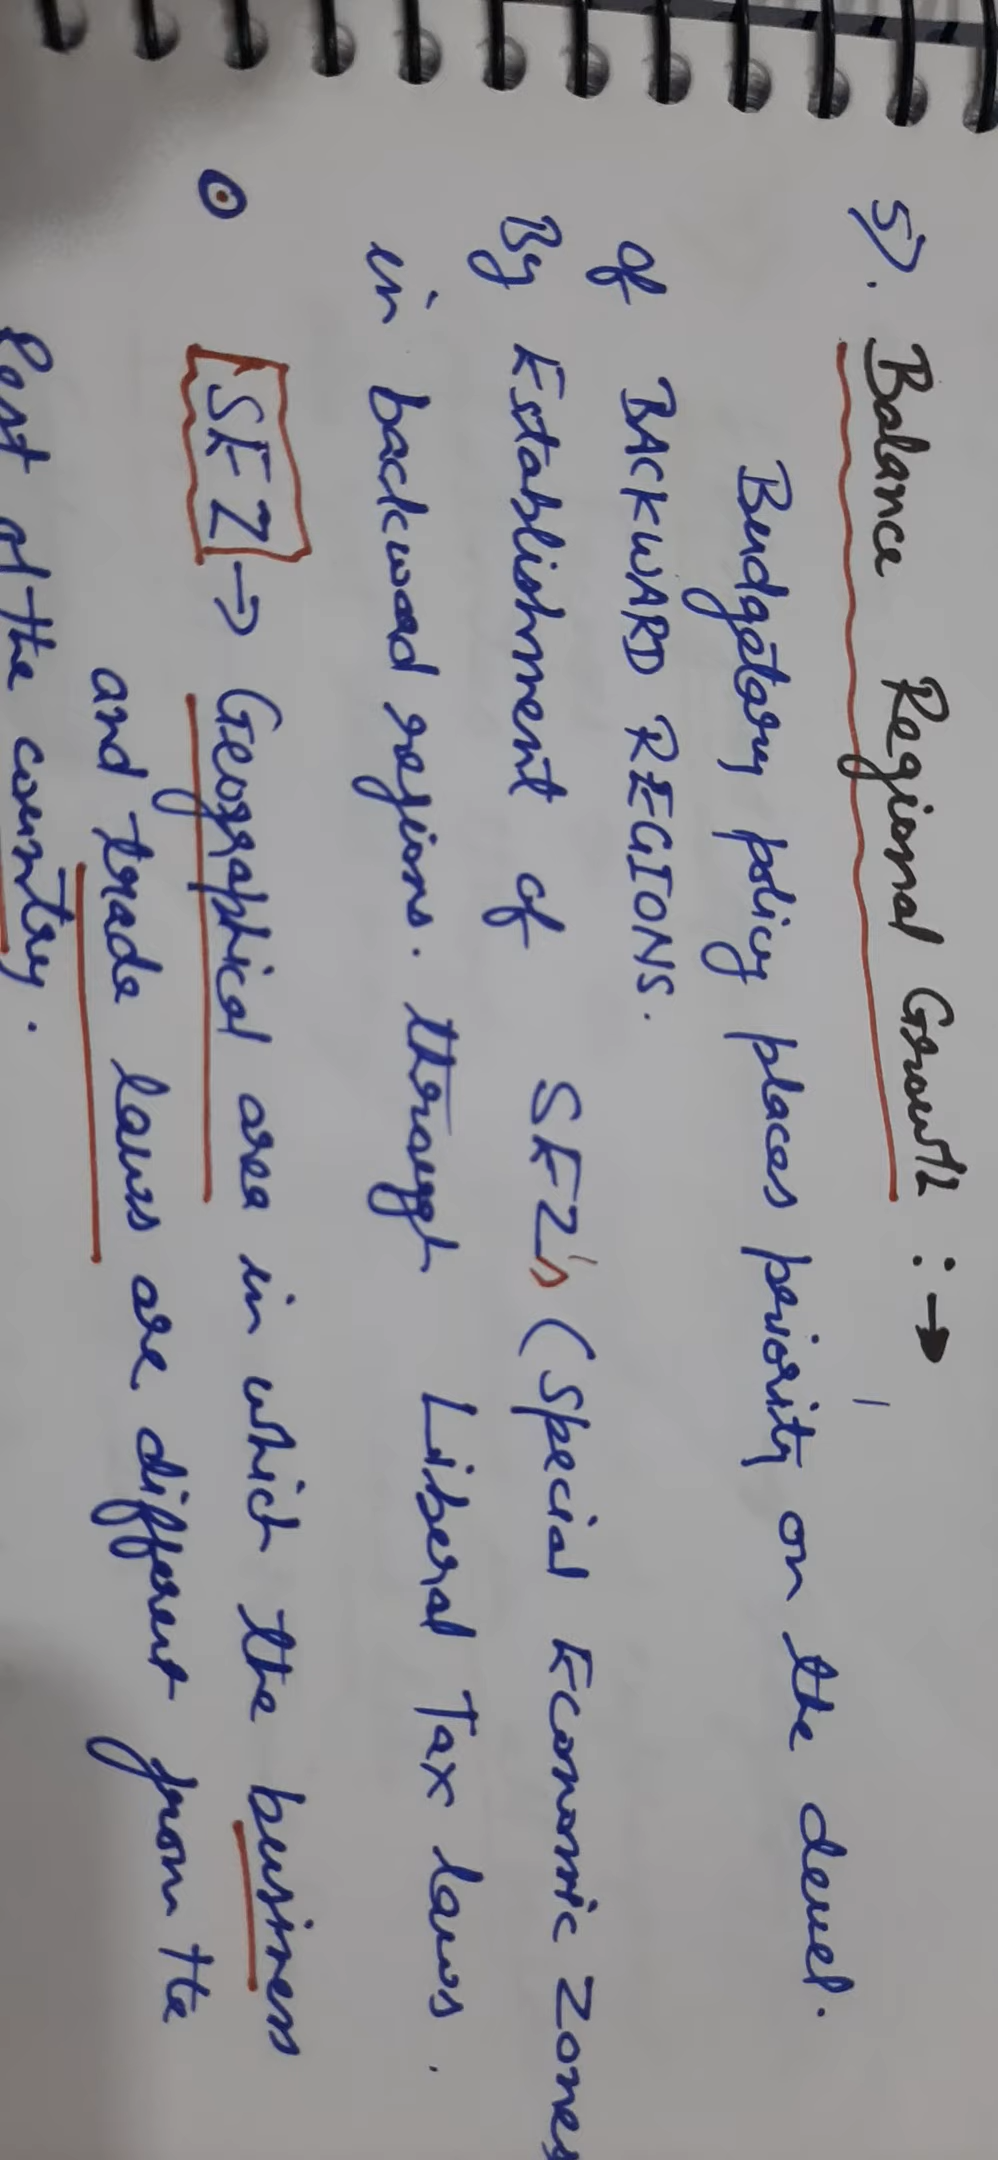 5). Balance Regional Growth :→
Budgetary policy places priority on the devel.
of BACKWARD REGIONS.
By Establishment of SEZ's (Special Economic Zones
in backward regions. through Liberal Tax laws.
SEZ → Geographical area in which the business
and trade laws are different from the
Rest of the country.